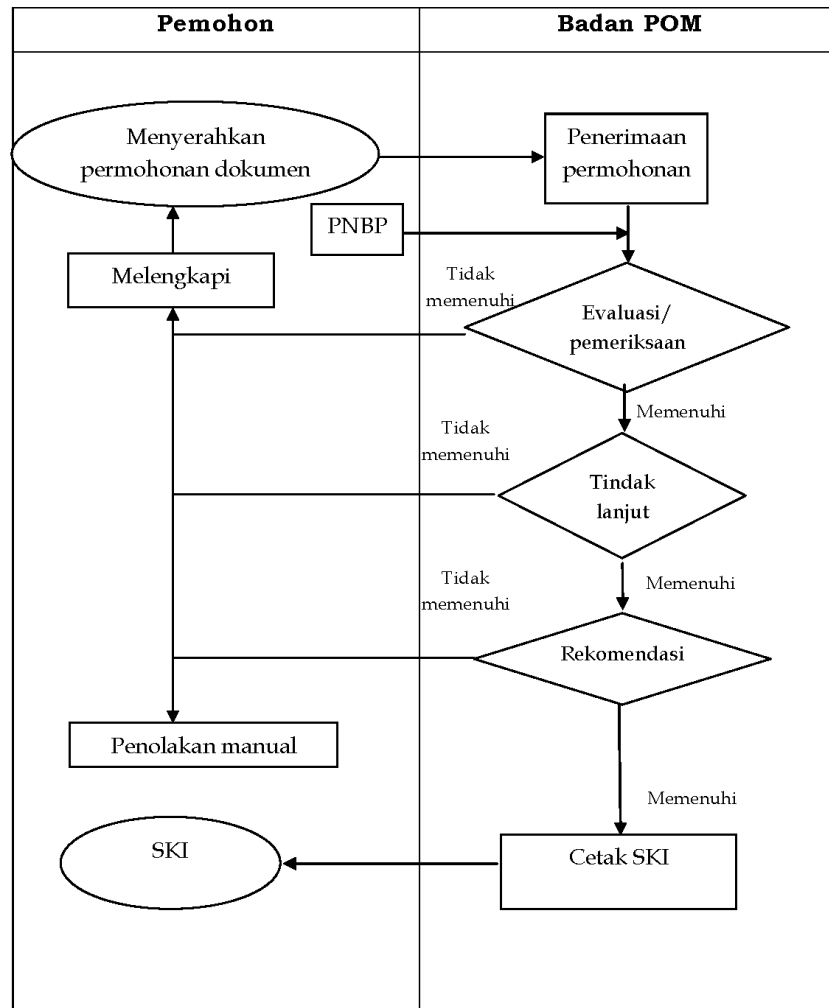 Pemohon
Badan POM
Menyerahkan
permohonan dokumen
Penerimaan
permohonan
PNBP
Melengkapi
Tidak
memenuhi
Evaluasi/
pemeriksaan
Memenuhi
Tidak
memenuhi
Tindak
lanjut
Tidak
memenuhi
Memenuhi
Rekomendasi
Penolakan manual
Memenuhi
SKI
Cetak SKI